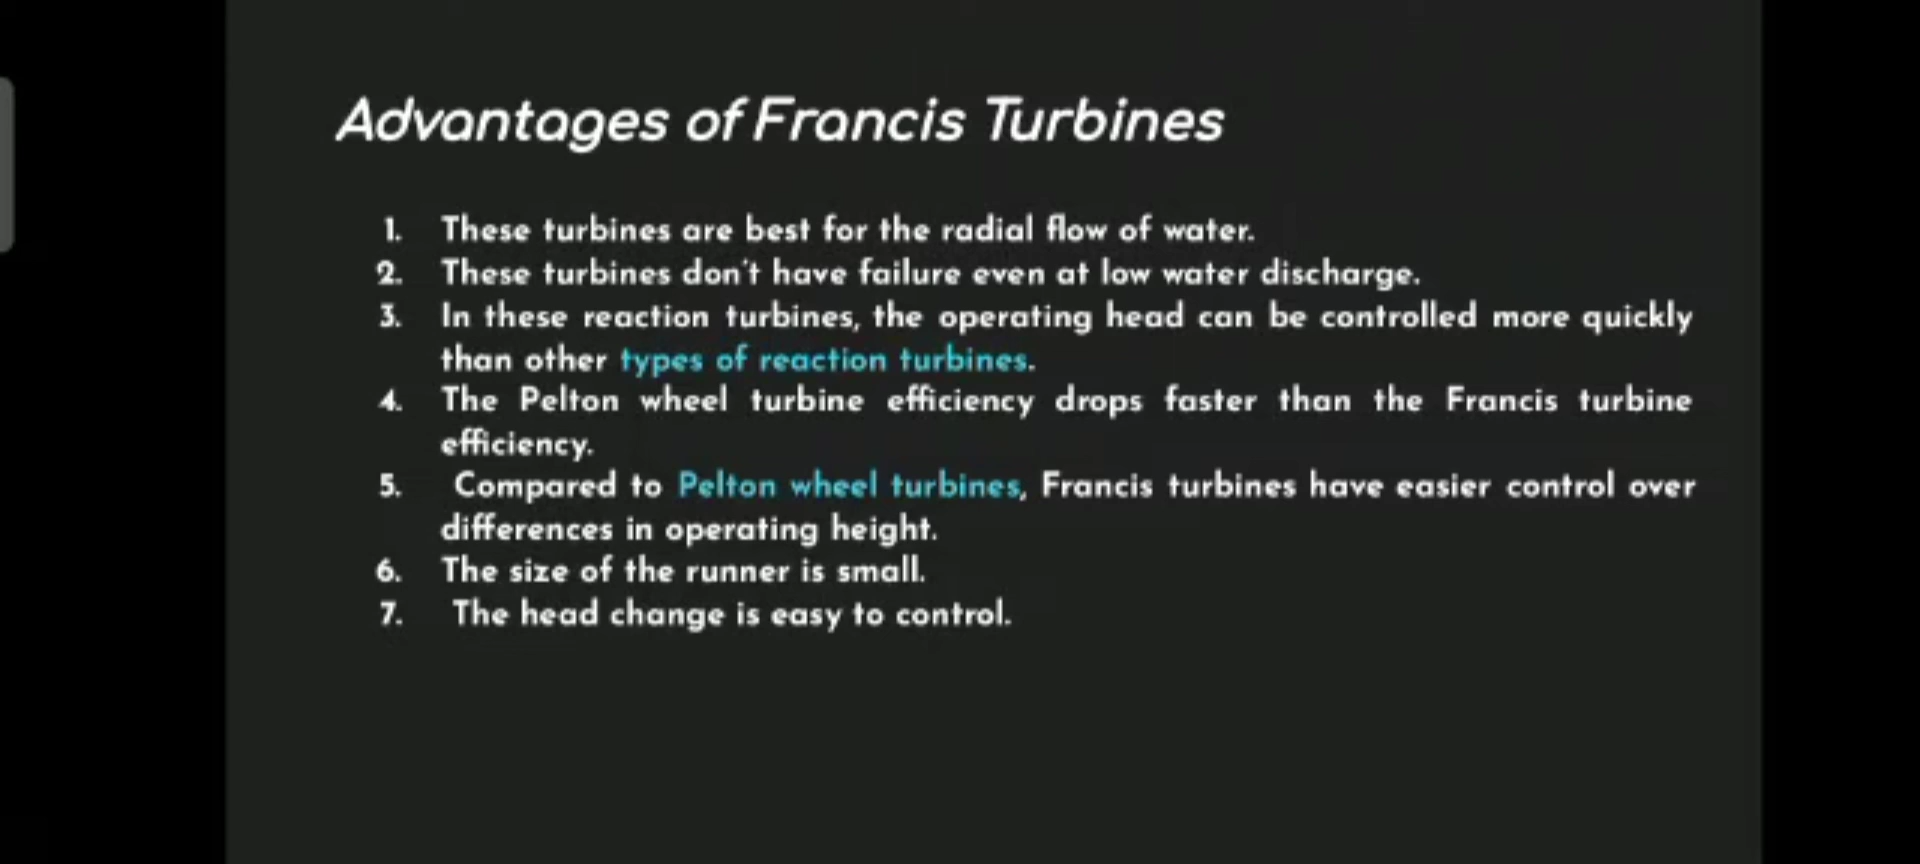 Advantages of Francis Turbines
1. These turbines are best for the radial flow of water.
2. These turbines don't have failure even at low water discharge.
3. In these reaction turbines, the operating head can be controlled more quickly
than other types of reaction turbines.
4. The Pelton wheel turbine efficiency drops faster than the Francis turbine
efficiency.
5. Compared to Pelton wheel turbines, Francis turbines have easier control over
differences in operating height.
6. The size of the runner is small.
7. The head change is easy to control.